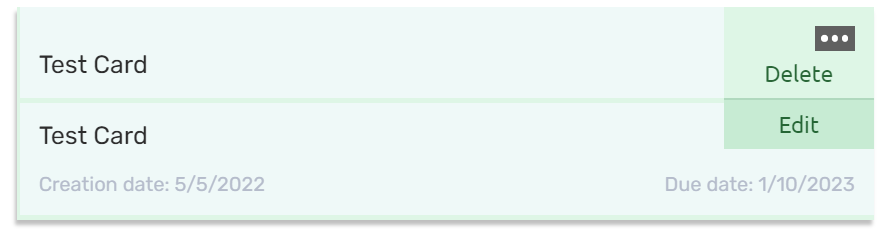 Test Card
Delete
Edit
Test Card
Creation date: 5/5/2022
Due date: 1/10/2023